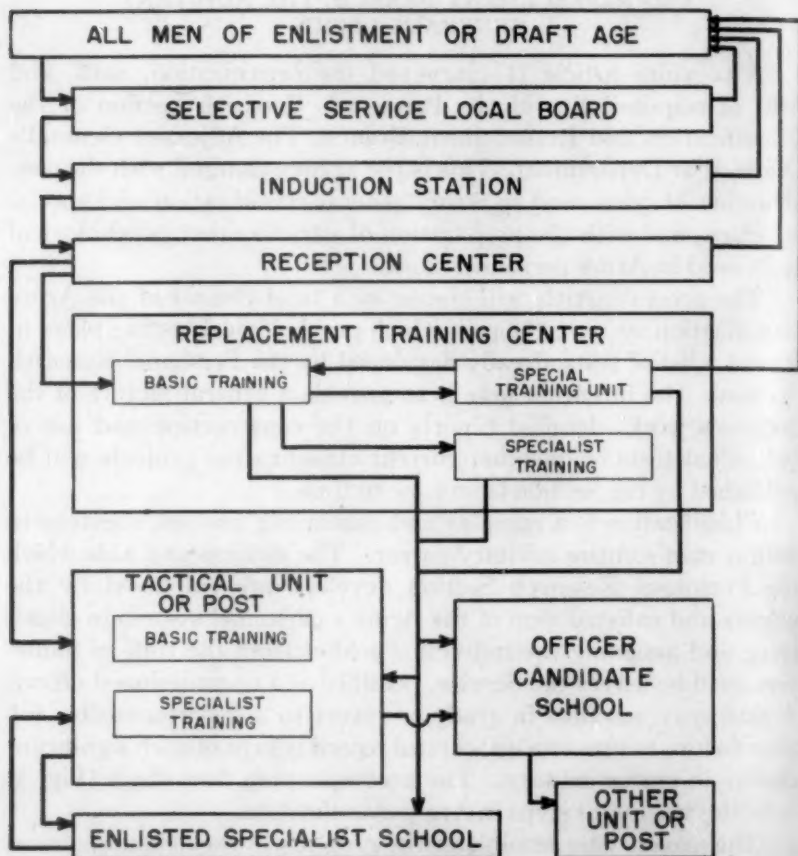 ALL MEN OF ENLISTMENT OR DRAFT AGE
SELECTIVE SERVICE LOCAL BOARD
INDUCTION STATION
RECEPTION CENTER
REPLACEMENT TRAINING CENTER
BASIC TRAINING
SPECIAL
TRAINING UNIT
SPECIALIST
TRAINING
TACTICAL UNIT
OR POST
BASIC TRAINING
SPECIALIST
TRAINING
OFFICER
CANDIDATE
SCHOOL
ENLISTED SPECIALIST SCHOOL
OTHER
UNIT OR
POST